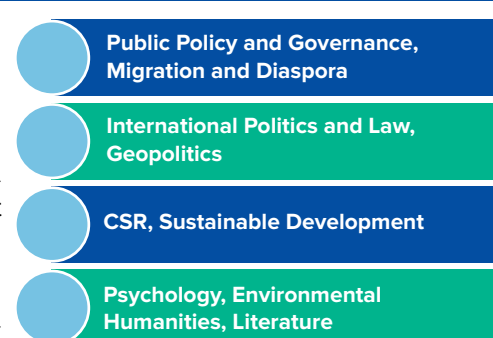 Public Policy and Governance,
Migration and Diaspora
International Politics and Law,
Geopolitics
CSR, Sustainable Development
Psychology, Environmental
Humanities, Literature